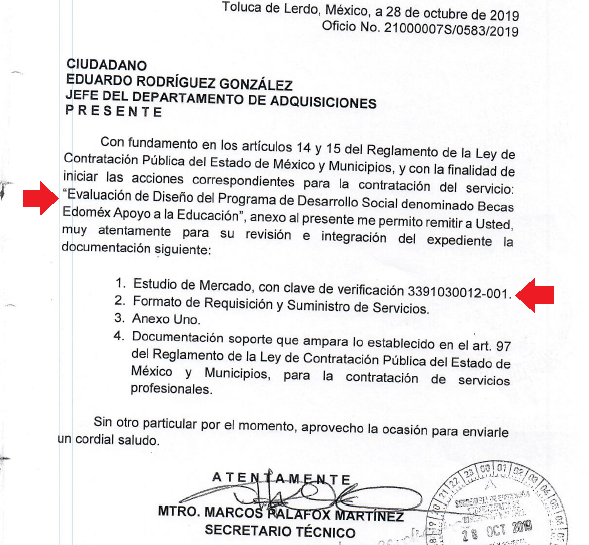 Toluca de Lerdo, México, a 28 de octubre de 2019
Oficio No. 21000007S/0583/2019
CIUDADANO
EDUARDO RODRÍGUEZ GONZÁLEZ
JEFE DEL DEPARTAMENTO DE ADQUISICIONES
P R E S E N T E
Con fundamento en los artículos 14 y 15 del Reglamento de la Ley de
Contratación Pública del Estado de México y Municipios, y con la finalidad de
iniciar las acciones correspondientes para la contratación del servicio:
“Evaluación de Diseño del Programa de Desarrollo Social denominado Becas
Edoméx Apoyo a la Educación”, anexo al presente me permito remitir a Usted,
muy atentamente para su revisión e integración del expediente la
documentación siguiente:
1. Estudio de Mercado, con clave de verificación 3391030012-001.
2. Formato de Requisición y Suministro de Servicios.
3. Anexo Uno.
4. Documentación soporte que ampara lo establecido en el art. 97
del Reglamento de la Ley de Contratación Pública del Estado de
México y Municipios, para la contratación de servicios
profesionales.
Sin otro particular por el momento, aprovecho la ocasión para enviarle
un cordial saludo.
A T E N T A M E N T E
MTRO. MARCOS PALAFOX MARTÍNEZ
SECRETARIO TÉCNICO
28 OCT 2019